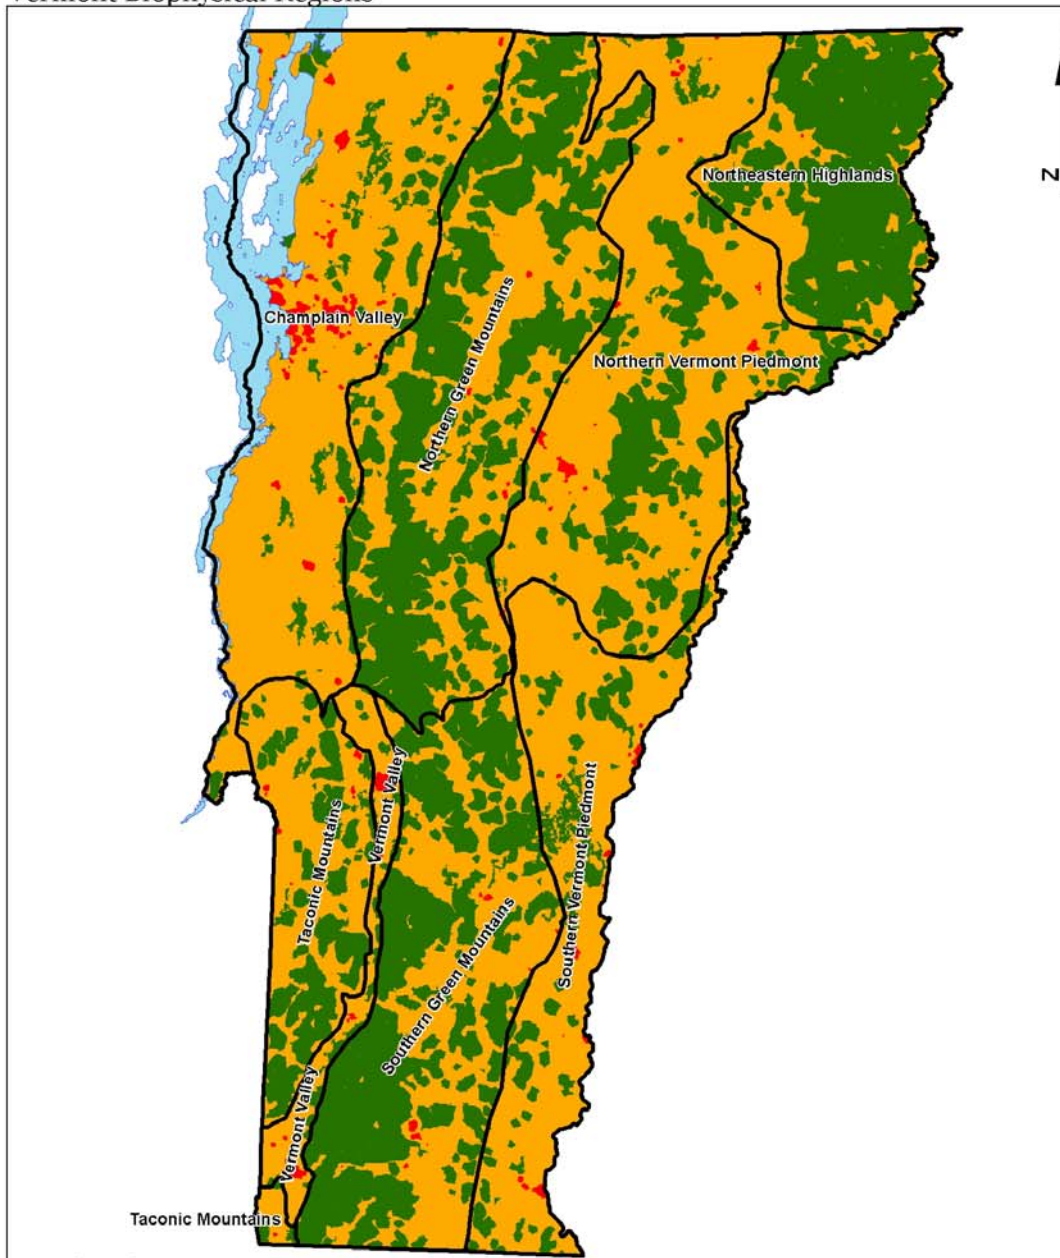 Vermont Biophysical Regions
Northeastern Highlands
N
Champlain Valley
Northern Green Mountains
Northern Vermont Piedmont
Vermont Valley
Taconic Mountains
Southern Vermont Piedmont
Southern Green Mountains
Vermont Valley
Taconic Mountains